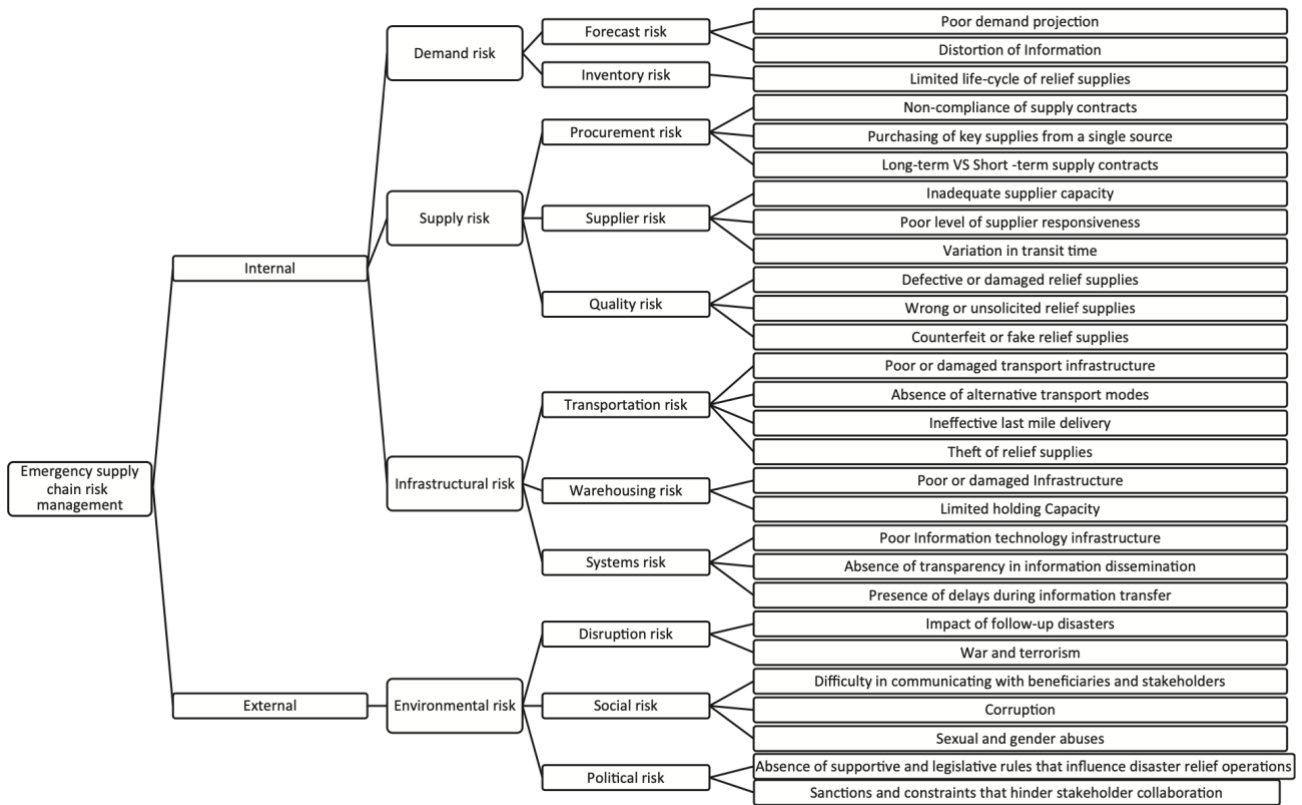 Emergency supply
chain risk
management
Internal
External
Demand risk
Supply risk
Infrastructural risk
Environmental risk
Forecast risk
Inventory risk
Procurement risk
Supplier risk
Quality risk
Transportation risk
Warehousing risk
Systems risk
Disruption risk
Social risk
Political risk
Poor demand projection
Distortion of Information
Limited life-cycle of relief supplies
Non-compliance of supply contracts
Purchasing of key supplies from a single source
Long-term VS Short -term supply contracts
Inadequate supplier capacity
Poor level of supplier responsiveness
Variation in transit time
Defective or damaged relief supplies
Wrong or unsolicited relief supplies
Counterfeit or fake relief supplies
Poor or damaged transport infrastructure
Absence of alternative transport modes
Ineffective last mile delivery
Theft of relief supplies
Poor or damaged Infrastructure
Limited holding Capacity
Poor Information technology infrastructure
Absence of transparency in information dissemination
Presence of delays during information transfer
Impact of follow-up disasters
War and terrorism
Difficulty in communicating with beneficiaries and stakeholders
Corruption
Sexual and gender abuses
Absence of supportive and legislative rules that influence disaster relief operations
Sanctions and constraints that hinder stakeholder collaboration